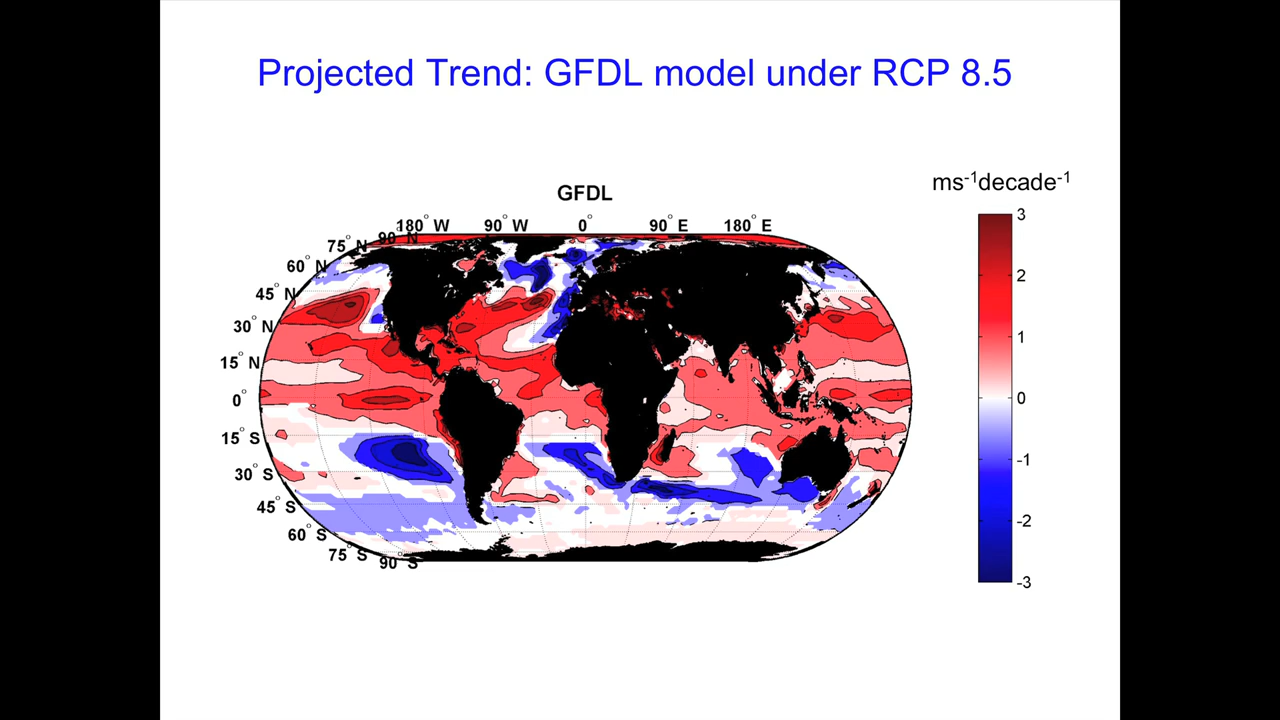 Projected Trend: GFDL model under RCP 8.5
ms⁻¹decade⁻¹
GFDL
180° W 90° W 0° 90° E 180° E
90° N
75° N
60° N
45° N
30° N
15° N
0°
15° S
30° S
45° S
60° S
75° S
90° S
3
2
1
0
-1
-2
-3